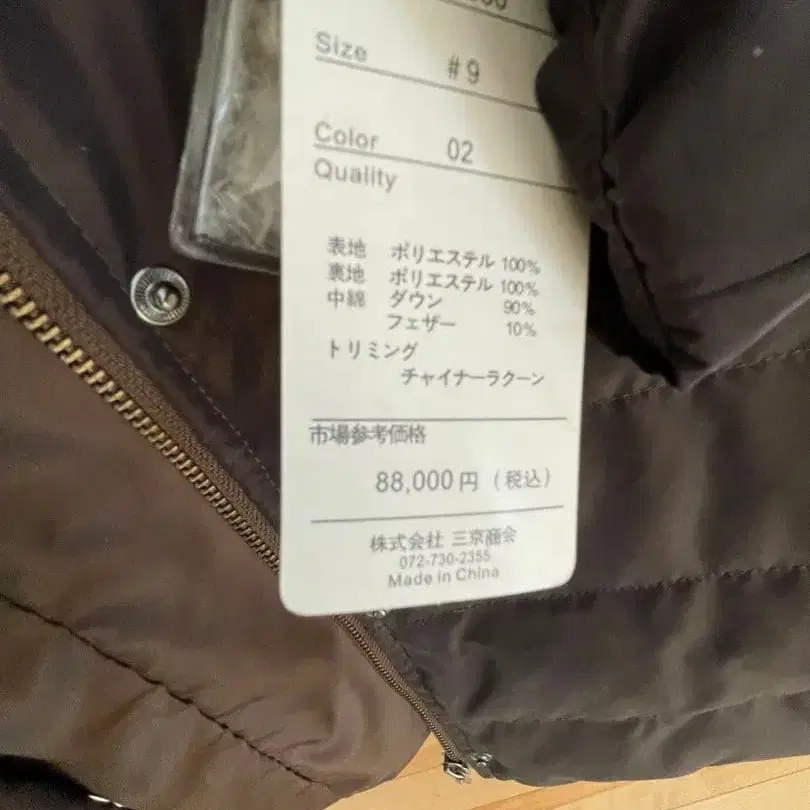 Size #9
Color 02
Quality
表地 ポリエステル 100%
裏地 ポリエステル 100%
中綿 ダウン 90%
フェザー 10%
トリミング
チャイナーラクーン
市場参考価格
88,000円(税込)
株式会社 三京商会
072-730-2355
Made in China